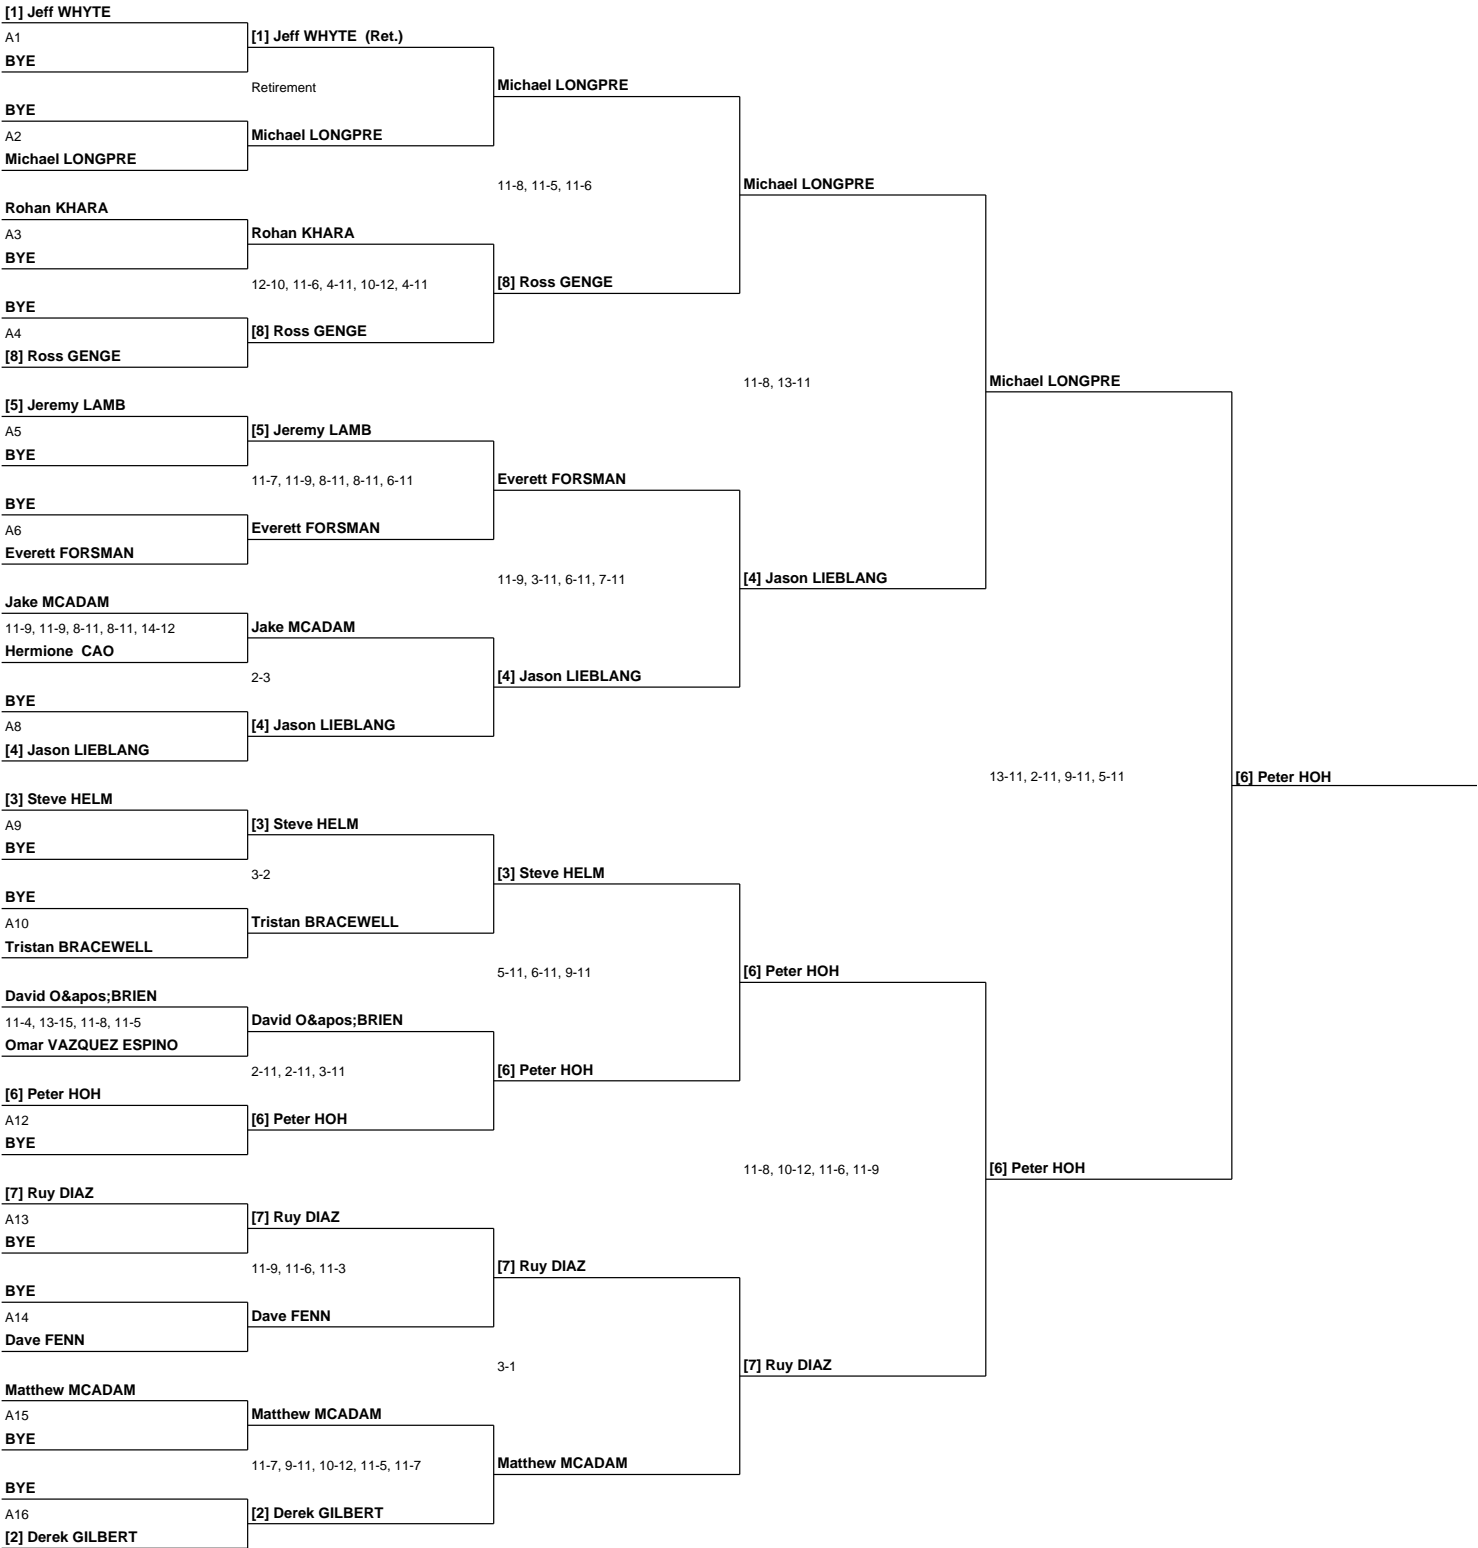 [1] Jeff WHYTE
A1
BYE
BYE
A2
Michael LONGPRE
Rohan KHARA
A3
BYE
BYE
A4
[8] Ross GENGE
[5] Jeremy LAMB
A5
BYE
BYE
A6
Everett FORSMAN
Jake MCADAM
11-9, 11-9, 8-11, 8-11, 14-12
Hermione  CAO
BYE
A8
[4] Jason LIEBLANG
[3] Steve HELM
A9
BYE
BYE
A10
Tristan BRACEWELL
David O&apos;BRIEN
11-4, 13-15, 11-8, 11-5
Omar VAZQUEZ ESPINO
[6] Peter HOH
A12
BYE
[7] Ruy DIAZ
A13
BYE
BYE
A14
Dave FENN
Matthew MCADAM
A15
BYE
BYE
A16
[2] Derek GILBERT
[1] Jeff WHYTE  (Ret.)
Retirement
Michael LONGPRE
Rohan KHARA
12-10, 11-6, 4-11, 10-12, 4-11
[8] Ross GENGE
[5] Jeremy LAMB
11-7, 11-9, 8-11, 8-11, 6-11
Everett FORSMAN
Jake MCADAM
2-3
[4] Jason LIEBLANG
[3] Steve HELM
3-2
Tristan BRACEWELL
David O&apos;BRIEN
2-11, 2-11, 3-11
[6] Peter HOH
[7] Ruy DIAZ
11-9, 11-6, 11-3
Dave FENN
Matthew MCADAM
11-7, 9-11, 10-12, 11-5, 11-7
[2] Derek GILBERT
Michael LONGPRE
11-8, 11-5, 11-6
[8] Ross GENGE
Everett FORSMAN
11-9, 3-11, 6-11, 7-11
[4] Jason LIEBLANG
[3] Steve HELM
5-11, 6-11, 9-11
[6] Peter HOH
[7] Ruy DIAZ
3-1
Matthew MCADAM
Michael LONGPRE
11-8, 13-11
[4] Jason LIEBLANG
[6] Peter HOH
11-8, 10-12, 11-6, 11-9
[7] Ruy DIAZ
Michael LONGPRE
13-11, 2-11, 9-11, 5-11
[6] Peter HOH
[6] Peter HOH